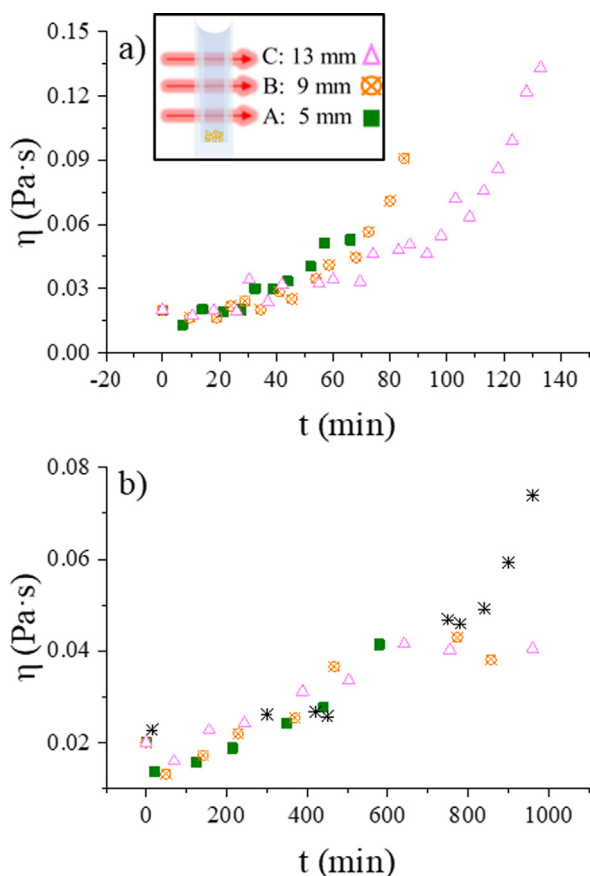 a)
C: 13 mm
B: 9 mm
A: 5 mm
0.15
0.12
0.09
0.06
0.03
0.00
η (Pa·s)
-20 0 20 40 60 80 100 120 140
t (min)
b)
0.08
0.06
0.04
0.02
η (Pa·s)
0 200 400 600 800 1000
t (min)